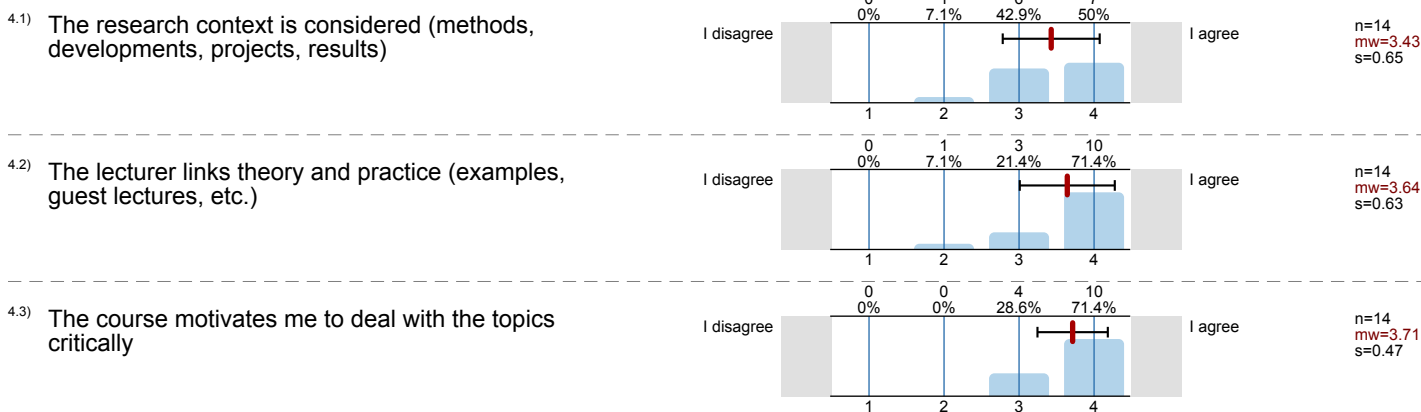 4.1) The research context is considered (methods,
developments, projects, results)
0% 7.1% 42.9% 50%
I disagree
I agree
n=14
mw=3.43
s=0.65
1 2 3 4
4.2) The lecturer links theory and practice (examples,
guest lectures, etc.)
0 1 3 10
0% 7.1% 21.4% 71.4%
I disagree
I agree
n=14
mw=3.64
s=0.63
1 2 3 4
4.3) The course motivates me to deal with the topics
critically
0 0 4 10
0% 0% 28.6% 71.4%
I disagree
I agree
n=14
mw=3.71
s=0.47
1 2 3 4